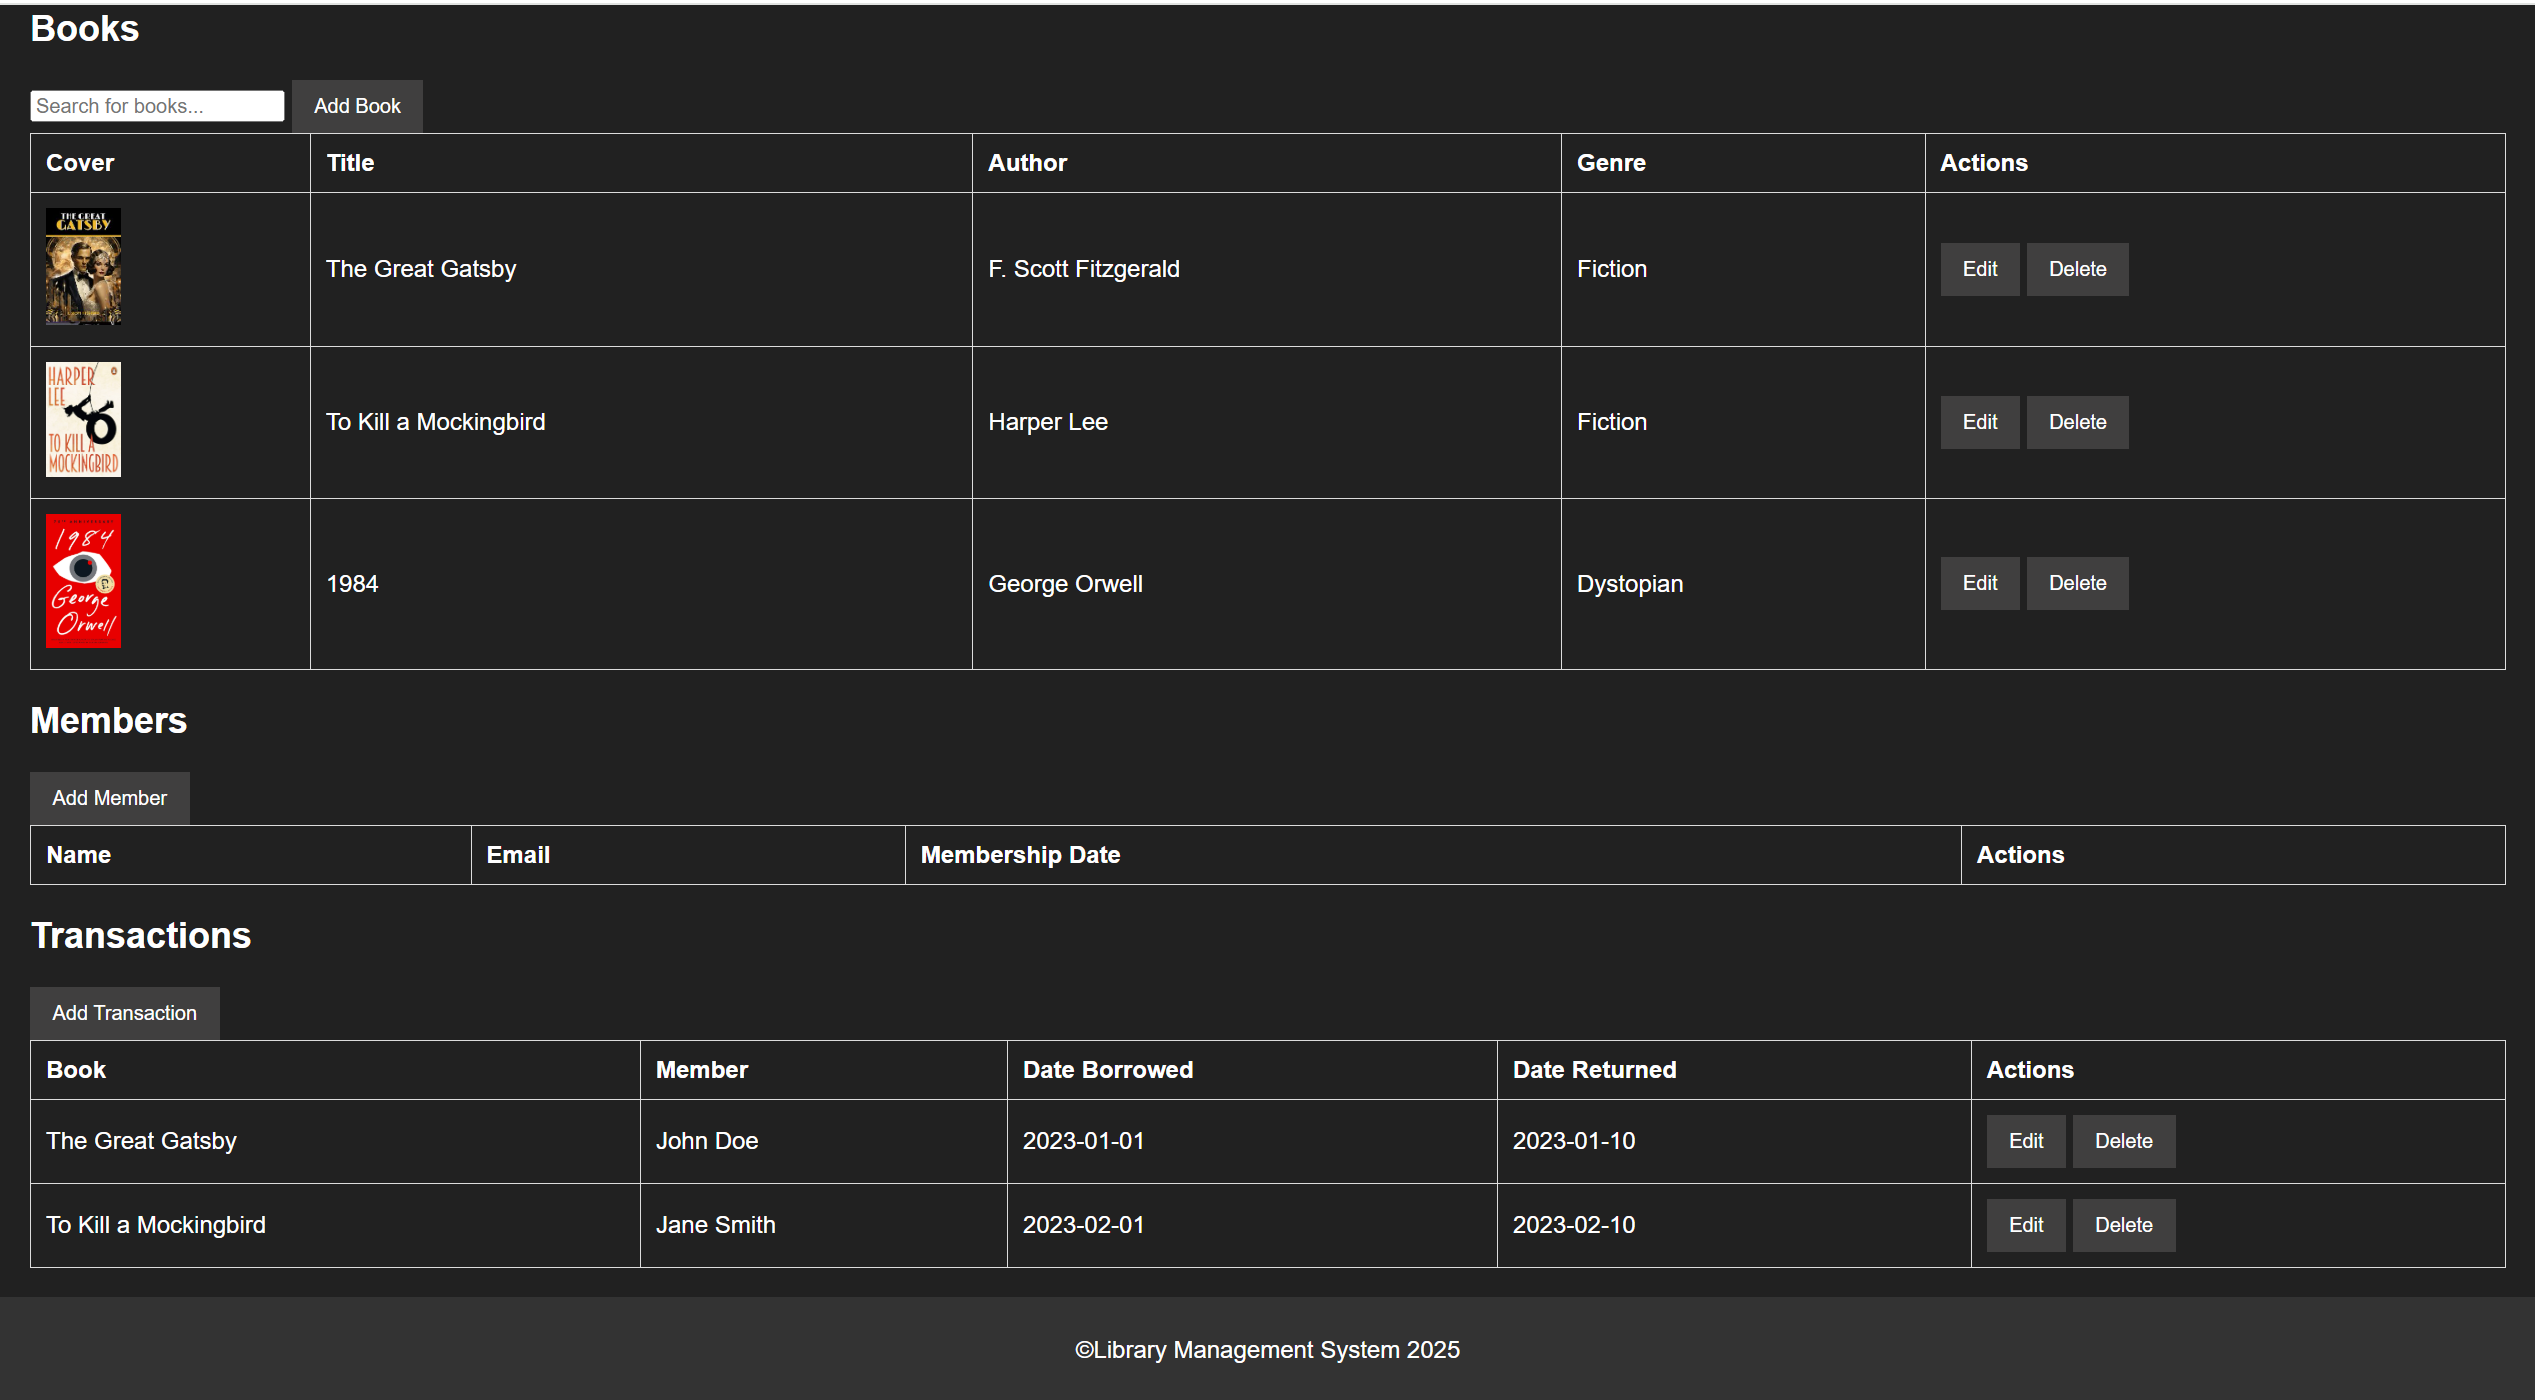 Books
Search for books... Add Book
Cover Title Author Genre Actions
THE GREAT
GATSBY
The Great Gatsby F. Scott Fitzgerald Fiction Edit Delete
HARPER
LEE
TO KILL A
MOCKINGBIRD
To Kill a Mockingbird Harper Lee Fiction Edit Delete
1984
George
Orwell
1984 George Orwell Dystopian Edit Delete
Members
Add Member
Name Email Membership Date Actions
Transactions
Add Transaction
Book Member Date Borrowed Date Returned Actions
The Great Gatsby John Doe 2023-01-01 2023-01-10 Edit Delete
To Kill a Mockingbird Jane Smith 2023-02-01 2023-02-10 Edit Delete
©Library Management System 2025